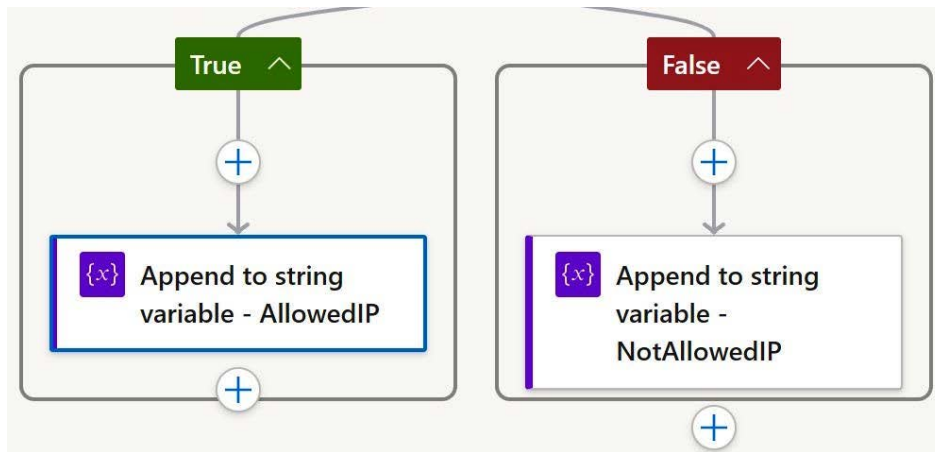 True
False
{x} Append to string
variable - AllowedIP
{x} Append to string
variable -
NotAllowedIP